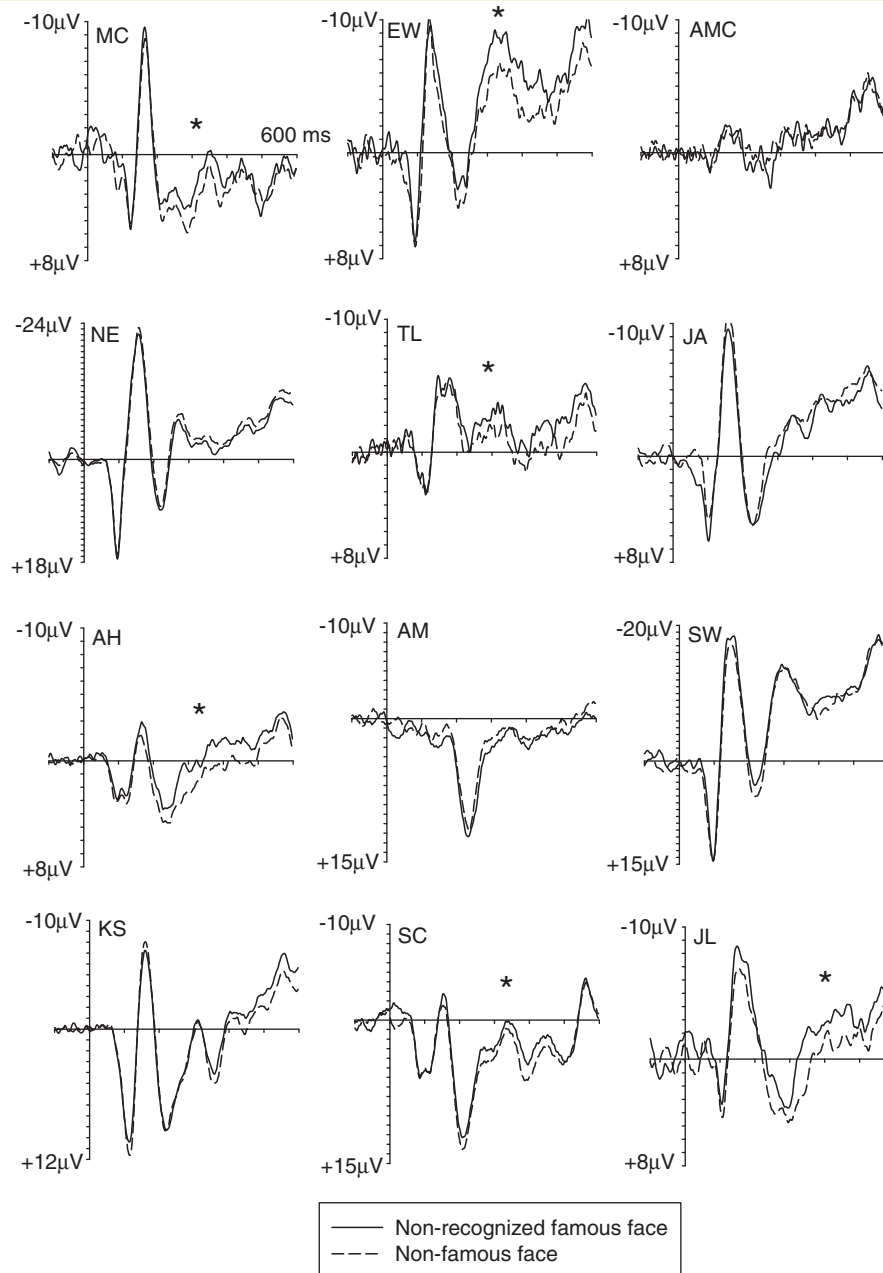 -10μV
MC
*
600 ms
+8μV
-10μV
EW
*
+8μV
-10μV
AMC
+8μV
-24μV
NE
+18μV
-10μV
TL
*
+8μV
-10μV
JA
+8μV
-10μV
AH
*
+8μV
-10μV
AM
+15μV
-20μV
SW
+15μV
-10μV
KS
+12μV
-10μV
SC
*
+15μV
-10μV
JL
*
+8μV
Non-recognized famous face
Non-famous face